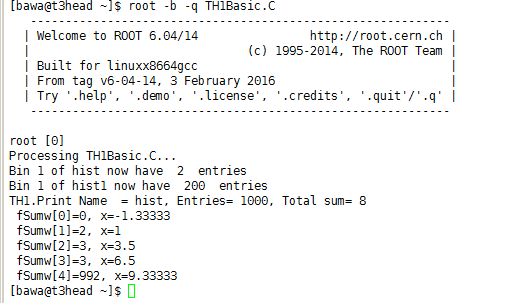 [bawa@t3head ~]$ root -b -q TH1Basic.C
------------------------------------------------------------
| Welcome to ROOT 6.04/14 http://root.cern.ch |
| (c) 1995-2014, The ROOT Team |
| Built for linuxx8664gcc |
| From tag v6-04-14, 3 February 2016 |
| Try '.help', '.demo', '.license', '.credits', '.quit'/'.q' |
------------------------------------------------------------
root [0]
Processing TH1Basic.C...
Bin 1 of hist now have 2 entries
Bin 1 of hist1 now have 200 entries
TH1.Print Name = hist, Entries= 1000, Total sum= 8
fSumw[0]=0, x=-1.33333
fSumw[1]=2, x=1
fSumw[2]=3, x=3.5
fSumw[3]=3, x=6.5
fSumw[4]=992, x=9.33333
[bawa@t3head ~]$